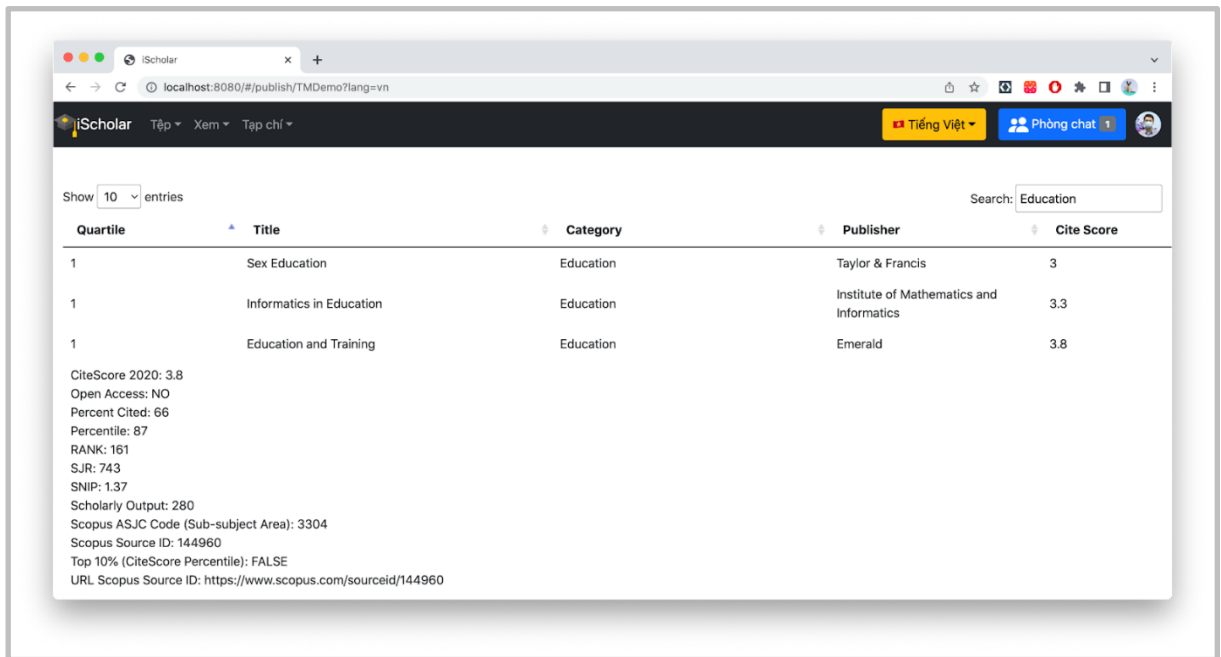 iScholar
localhost:8080/#/publish/TMDemo?lang=vn
iScholar Tệp Xem Tạp chí Tiếng Việt Phòng chat 1
Show 10 entries Search: Education
Quartile Title Category Publisher Cite Score
1 Sex Education Education Taylor & Francis 3
1 Informatics in Education Education Institute of Mathematics and Informatics 3.3
1 Education and Training Education Emerald 3.8
CiteScore 2020: 3.8
Open Access: NO
Percent Cited: 66
Percentile: 87
RANK: 161
SJR: 743
SNIP: 1.37
Scholarly Output: 280
Scopus ASJC Code (Sub-subject Area): 3304
Scopus Source ID: 144960
Top 10% (CiteScore Percentile): FALSE
URL Scopus Source ID: https://www.scopus.com/sourceid/144960